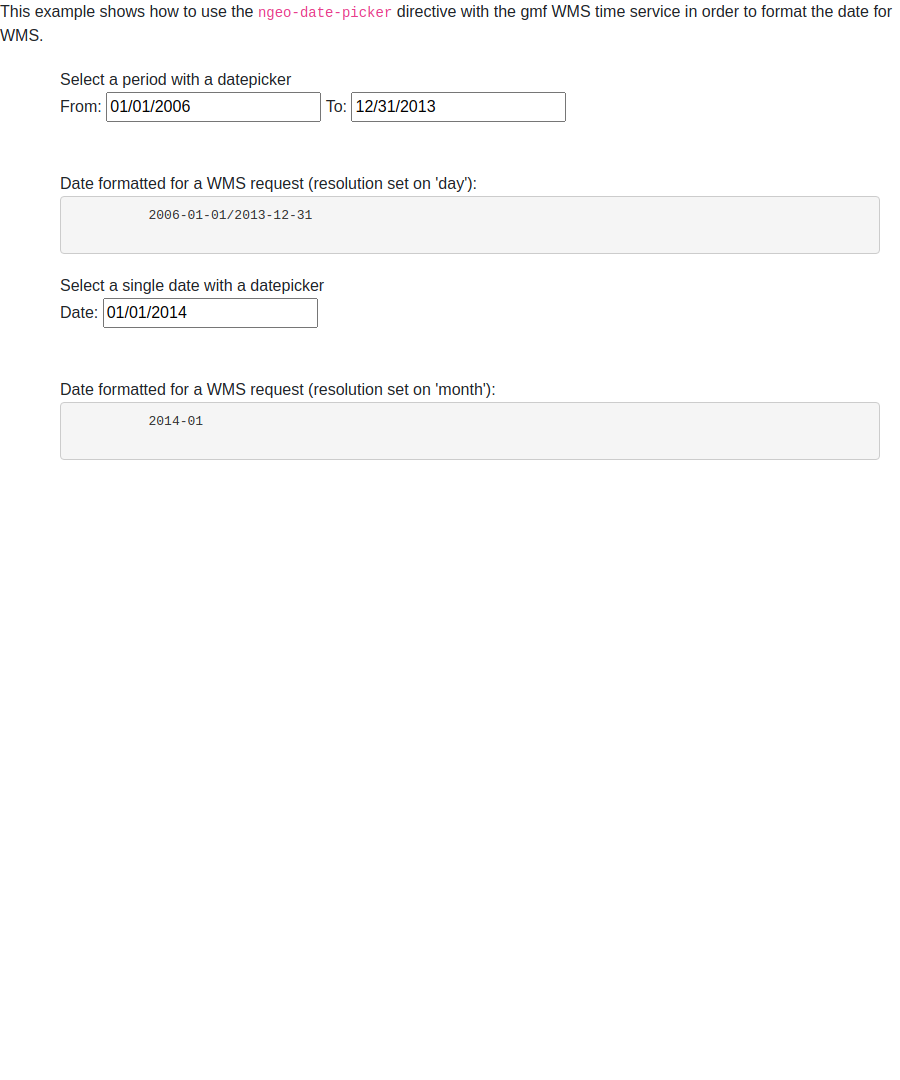 This example shows how to use the ngeo-date-picker directive with the gmf WMS time service in order to format the date for
WMS.
Select a period with a datepicker
From: 01/01/2006 To: 12/31/2013
Date formatted for a WMS request (resolution set on 'day'):
2006-01-01/2013-12-31
Select a single date with a datepicker
Date: 01/01/2014
Date formatted for a WMS request (resolution set on 'month'):
2014-01